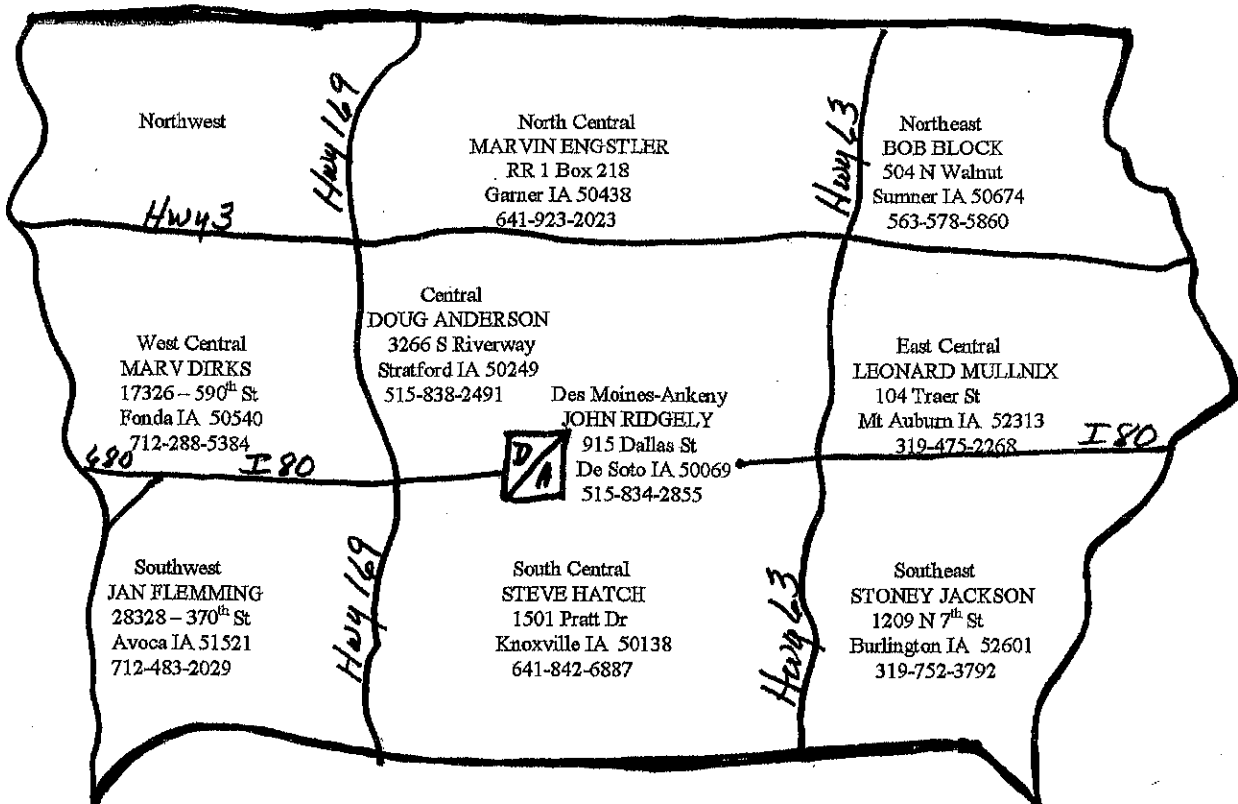 Northwest
Hwy 169
North Central
MARVIN ENGSTLER
RR 1 Box 218
Garner IA 50438
641-923-2023
Hwy 63
Northeast
BOB BLOCK
504 N Walnut
Sumner IA 50674
563-578-5860
Hwy 3
West Central
MARV DIRKS
17326 – 590th St
Fonda IA 50540
712-288-5384
Central
DOUG ANDERSON
3266 S Riverway
Stratford IA 50249
515-838-2491
Des Moines-Ankeny
JOHN RIDGELY
915 Dallas St
De Soto IA 50069
515-834-2855
D/A
East Central
LEONARD MULLNIX
104 Traer St
Mt Auburn IA 52313
319-475-2268
680
I 80
I 80
Southwest
JAN FLEMMING
28328 – 370th St
Avoca IA 51521
712-483-2029
Hwy 169
South Central
STEVE HATCH
1501 Pratt Dr
Knoxville IA 50138
641-842-6887
Hwy 63
Southeast
STONEY JACKSON
1209 N 7th St
Burlington IA 52601
319-752-3792